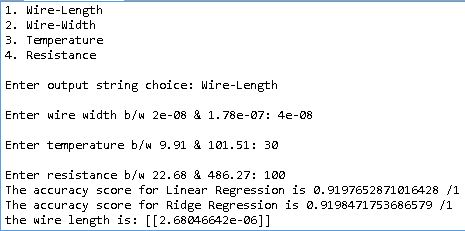 1. Wire-Length
2. Wire-Width
3. Temperature
4. Resistance
Enter output string choice: Wire-Length
Enter wire width b/w 2e-08 & 1.78e-07: 4e-08
Enter temperature b/w 9.91 & 101.51: 30
Enter resistance b/w 22.68 & 486.27: 100
The accuracy score for Linear Regression is 0.9197652871016428 /1
The accuracy score for Ridge Regression is 0.9198471753686579 /1
the wire length is: [[2.68046642e-06]]